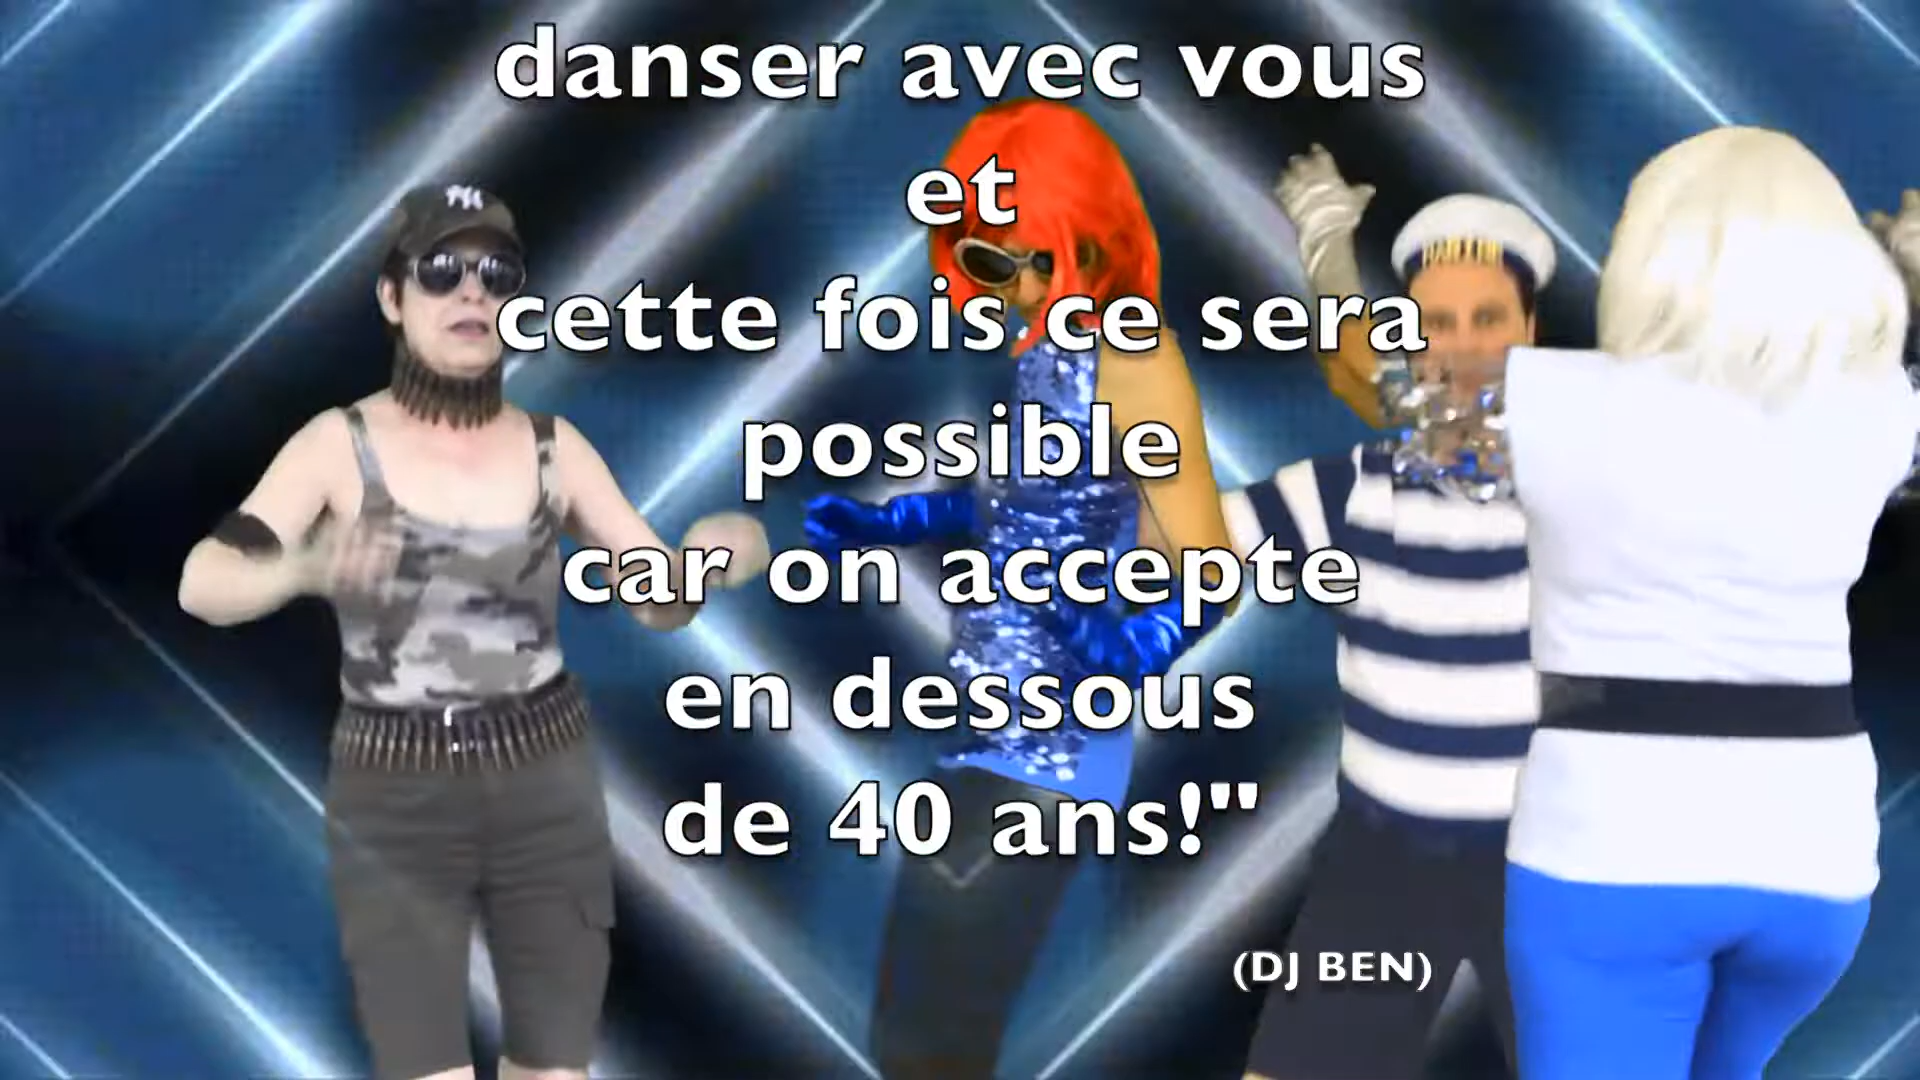 danser avec vous
et
cette fois ce sera
possible
car on accepte
en dessous
de 40 ans!"
(DJ BEN)